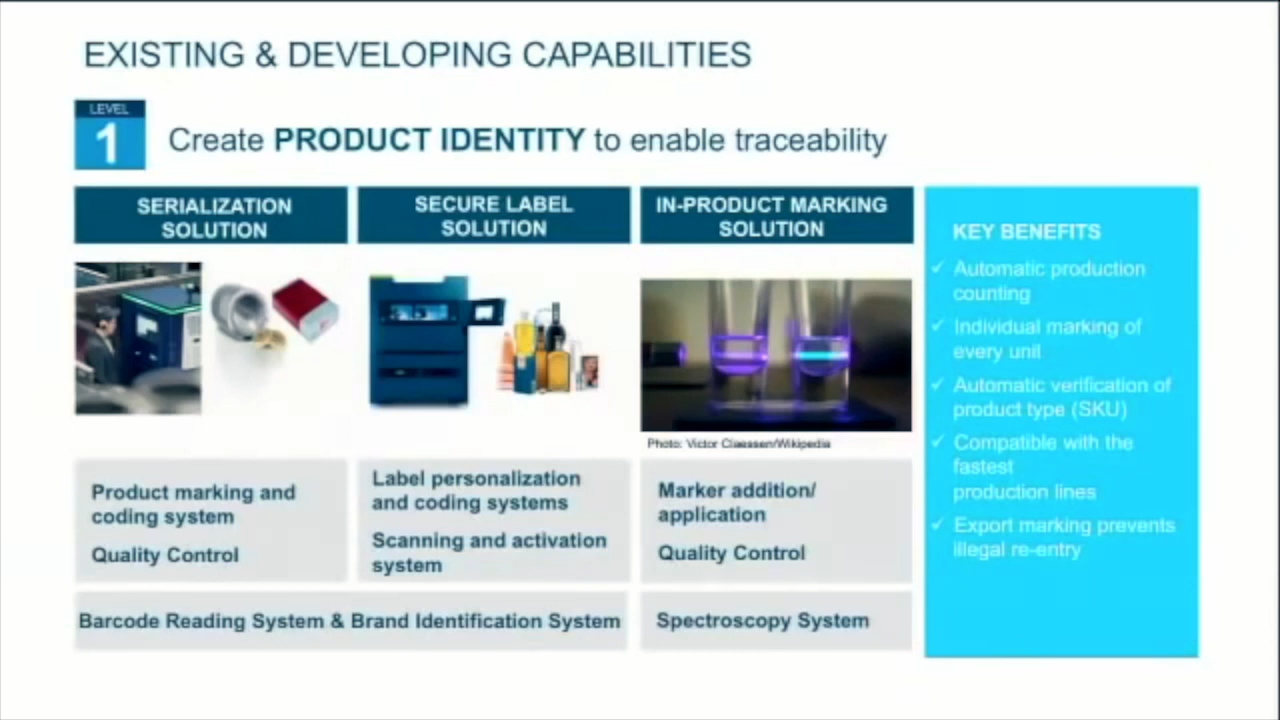 EXISTING & DEVELOPING CAPABILITIES
LEVEL
1
Create PRODUCT IDENTITY to enable traceability
SERIALIZATION
SOLUTION
SECURE LABEL
SOLUTION
IN-PRODUCT MARKING
SOLUTION
Photo: Victor Claessen/Wikipedia
Product marking and
coding system
Quality Control
Label personalization
and coding systems
Scanning and activation
system
Marker addition/
application
Quality Control
Barcode Reading System & Brand Identification System
Spectroscopy System
KEY BENEFITS
✓ Automatic production
counting
✓ Individual marking of
every unit
✓ Automatic verification of
product type (SKU)
✓ Compatible with the
fastest
production lines
✓ Export marking prevents
illegal re-entry